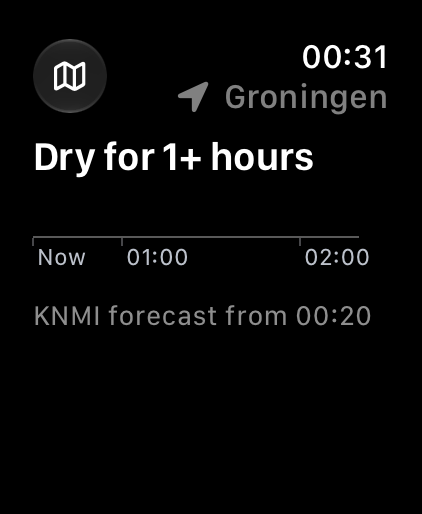 00:31
Groningen
Dry for 1+ hours
Now 01:00 02:00
KNMI forecast from 00:20